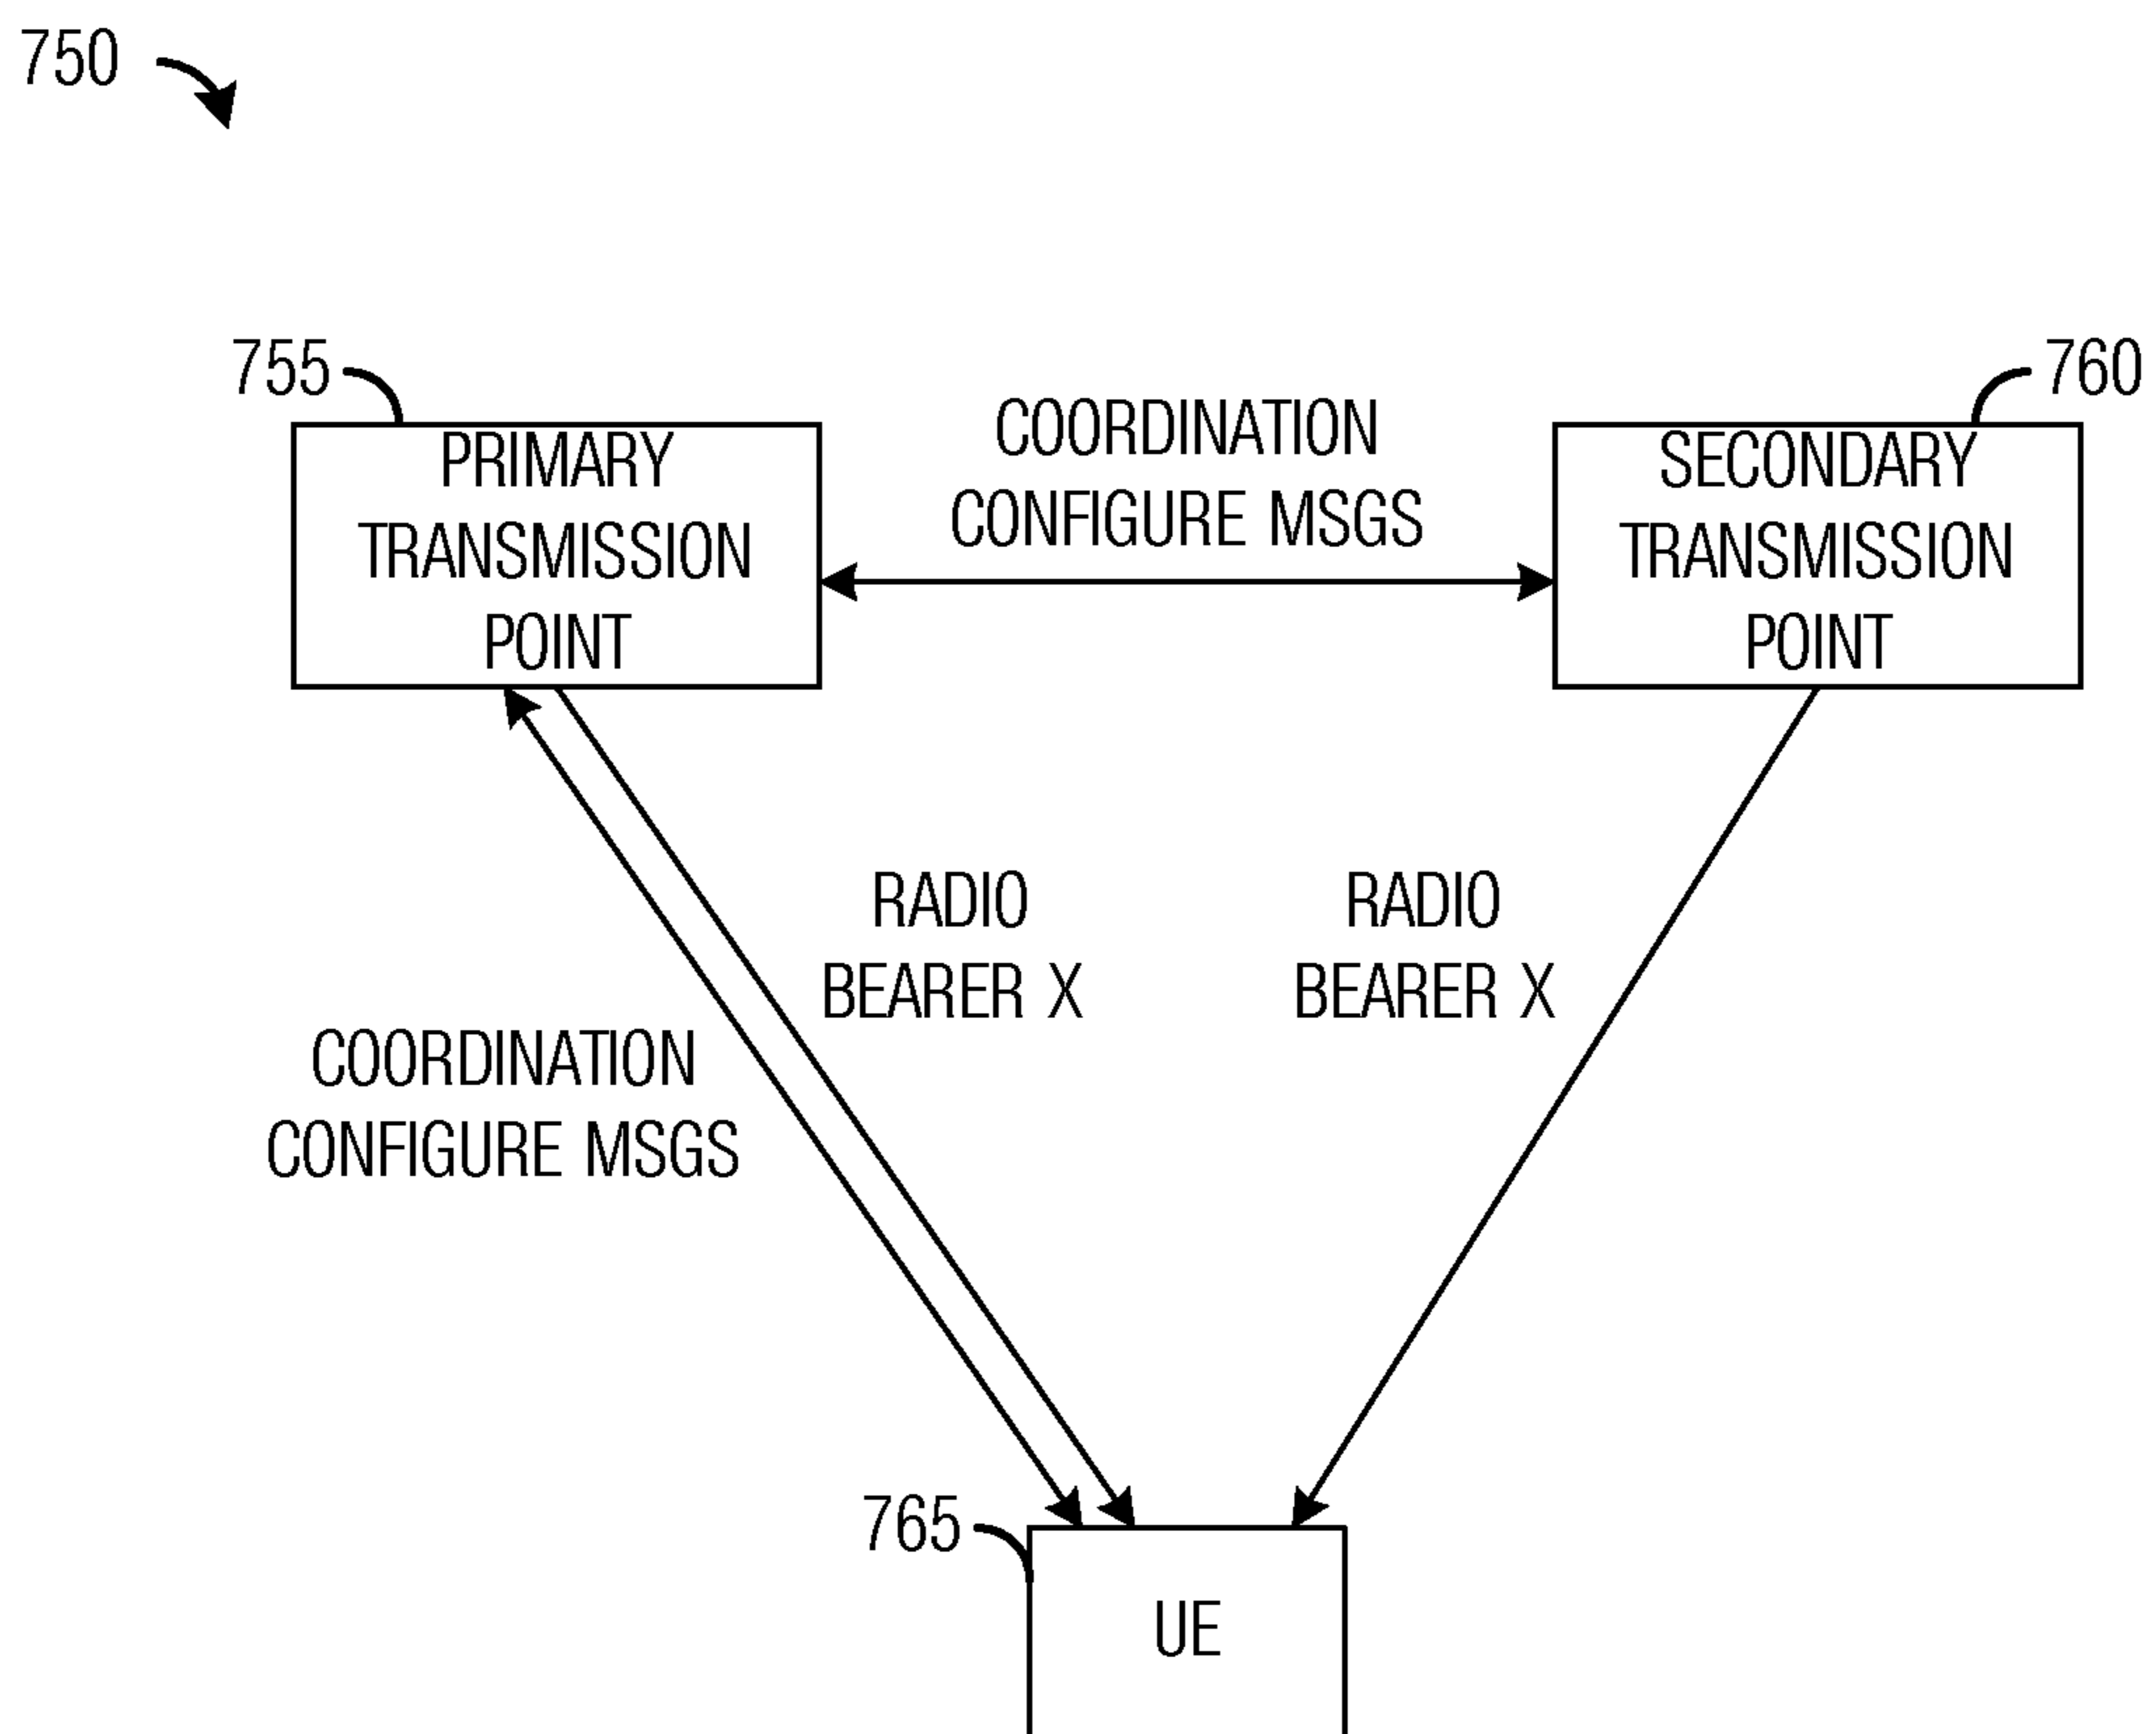 750
755
PRIMARY
TRANSMISSION
POINT
COORDINATION
CONFIGURE MSGS
760
SECONDARY
TRANSMISSION
POINT
RADIO
BEARER X
RADIO
BEARER X
COORDINATION
CONFIGURE MSGS
765
UE